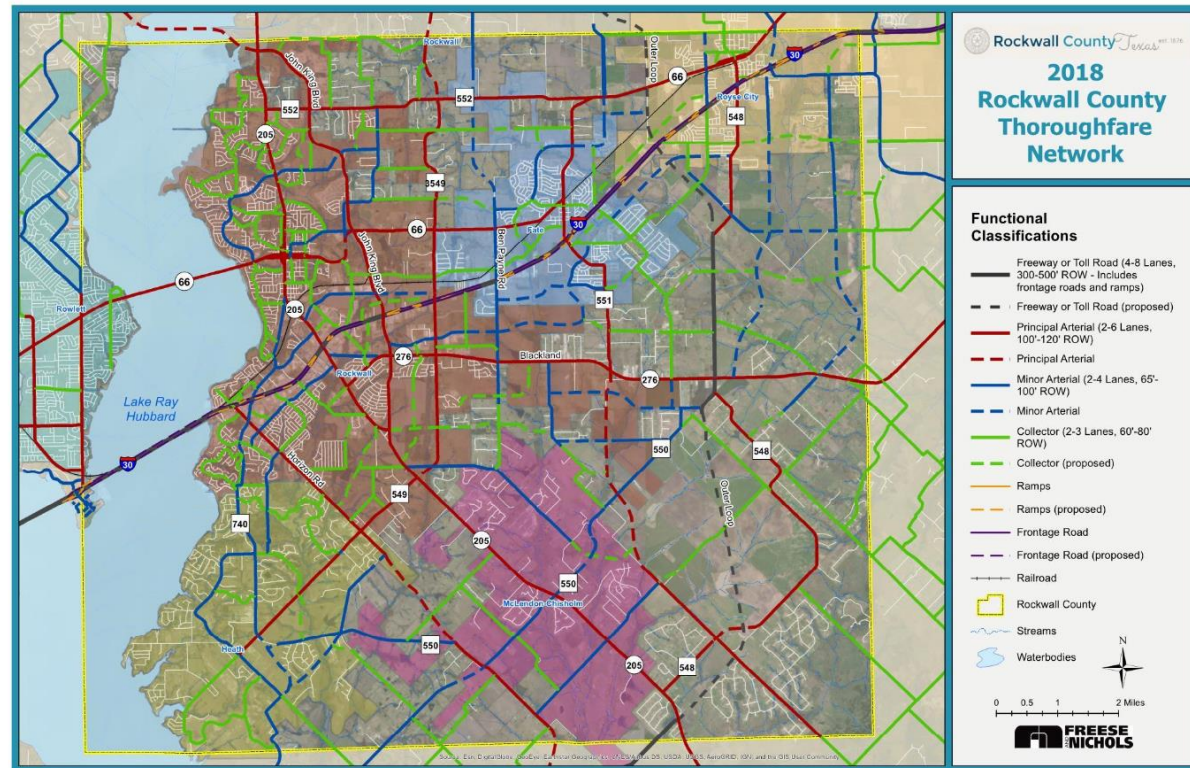 Rockwall County Texas est 1876
2018
Rockwall County
Thoroughfare
Network
Functional
Classifications
Freeway or Toll Road (4-8 Lanes,
300-500' ROW - Includes
frontage roads and ramps)
Freeway or Toll Road (proposed)
Principal Arterial (2-6 Lanes,
100'-120' ROW)
Principal Arterial
Minor Arterial (2-4 Lanes, 65'-
100' ROW)
Minor Arterial
Collector (2-3 Lanes, 60'-80'
ROW)
Collector (proposed)
Ramps
Ramps (proposed)
Frontage Road
Frontage Road (proposed)
Railroad
Rockwall County
Streams
Waterbodies
N
0 0.5 1 2 Miles
FREESE
AND
NICHOLS
Rockwall
John King Blvd
Outer Loop
30
66
Royse City
552
552
548
205
3549
66
John King Blvd
Ben Payne Rd
Fate
30
66
Rowlett
205
551
276
Blackland
276
Rockwall
Lake Ray
Hubbard
30
Horizon Rd
550
548
549
740
205
Outer Loop
550
McLendon-Chisholm
Heath
550
205
548